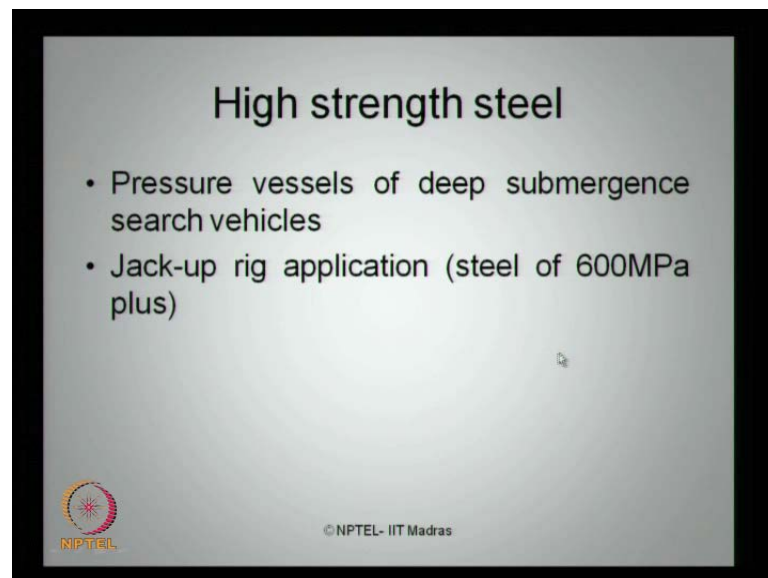 High strength steel
• Pressure vessels of deep submergence
search vehicles
• Jack-up rig application (steel of 600MPa
plus)
NPTEL
© NPTEL- IIT Madras